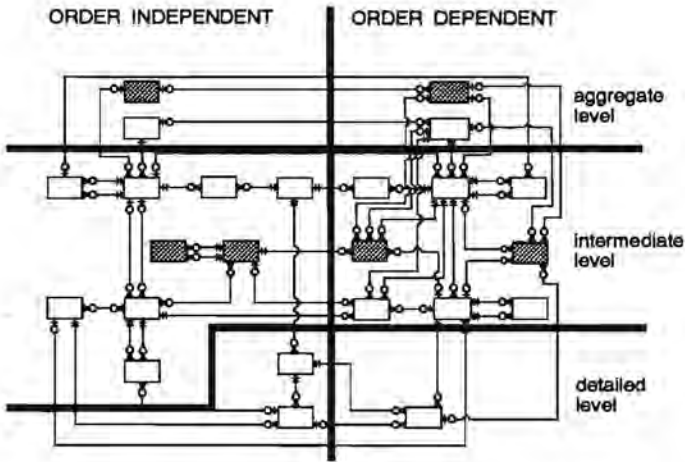 ORDER INDEPENDENT
ORDER DEPENDENT
aggregate
level
intermediate
level
detailed
level